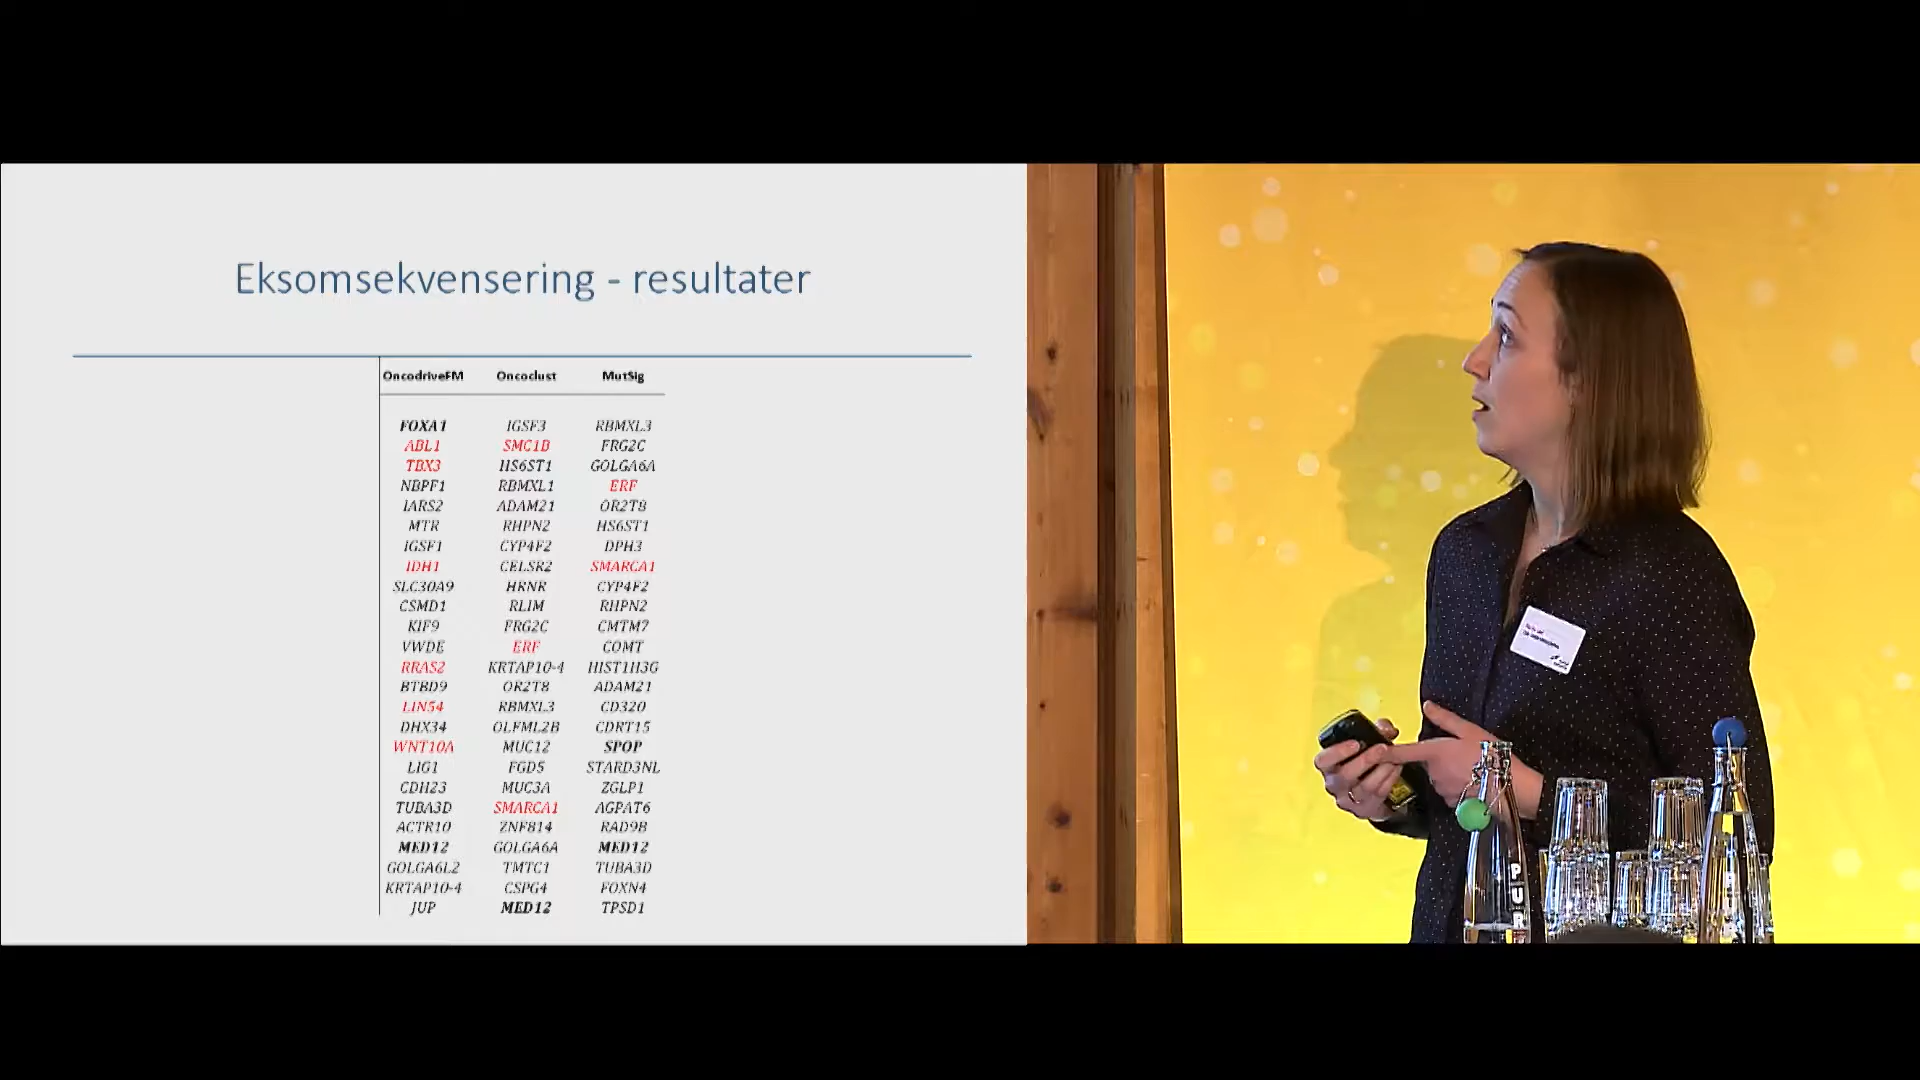 Eksomsekvensering - resultater
OncodriveFM Oncoclust MutSig
FOXA1 IGSF3 RBMXL3
ABL1 SMC1B FRG2C
TBX3 HS6ST1 GOLGA6A
NBPF1 RBMXL1 ERF
IARS2 ADAM21 OR2T8
MTR RHPN2 HS6ST1
IGSF1 CYP4F2 DPH3
IDH1 CELSR2 SMARCA1
SLC30A9 HRNR CYP4F2
CSMD1 RLIM RHPN2
KIF9 FRG2C CMTM7
VWDE ERF COMT
RRAS2 KRTAP10-4 HIST1H3G
BTBD9 OR2T8 ADAM21
LIN54 RBMXL3 CD320
DHX34 OLFML2B CDRT15
WNT10A MUC12 SPOP
LIG1 FGD5 STARD3NL
CDH23 MUC3A ZGLP1
TUBA3D SMARCA1 AGPAT6
ACTR10 ZNF814 RAD9B
MED12 GOLGA6A MED12
GOLGA6L2 TMTC1 TUBA3D
KRTAP10-4 CSPG4 FOXN4
JUP MED12 TPSD1
PUR